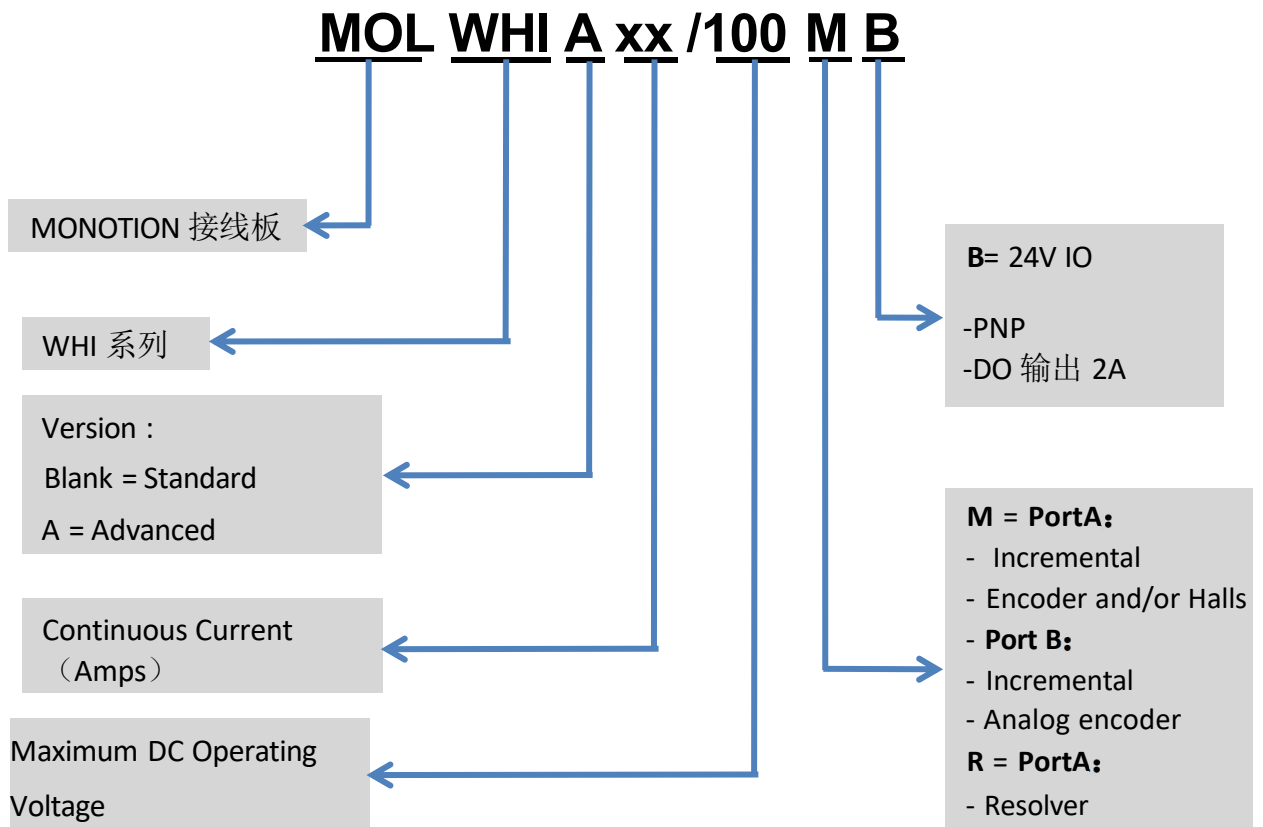 MOL WHI A xx /100 M B
MONOTION 接线板
WHI 系列
Version :
Blank = Standard
A = Advanced
Continuous Current
（Amps）
Maximum DC Operating
Voltage
B= 24V IO
-PNP
-DO 输出 2A
M = PortA：
- Incremental
- Encoder and/or Halls
- Port B：
- Incremental
- Analog encoder
R = PortA：
- Resolver